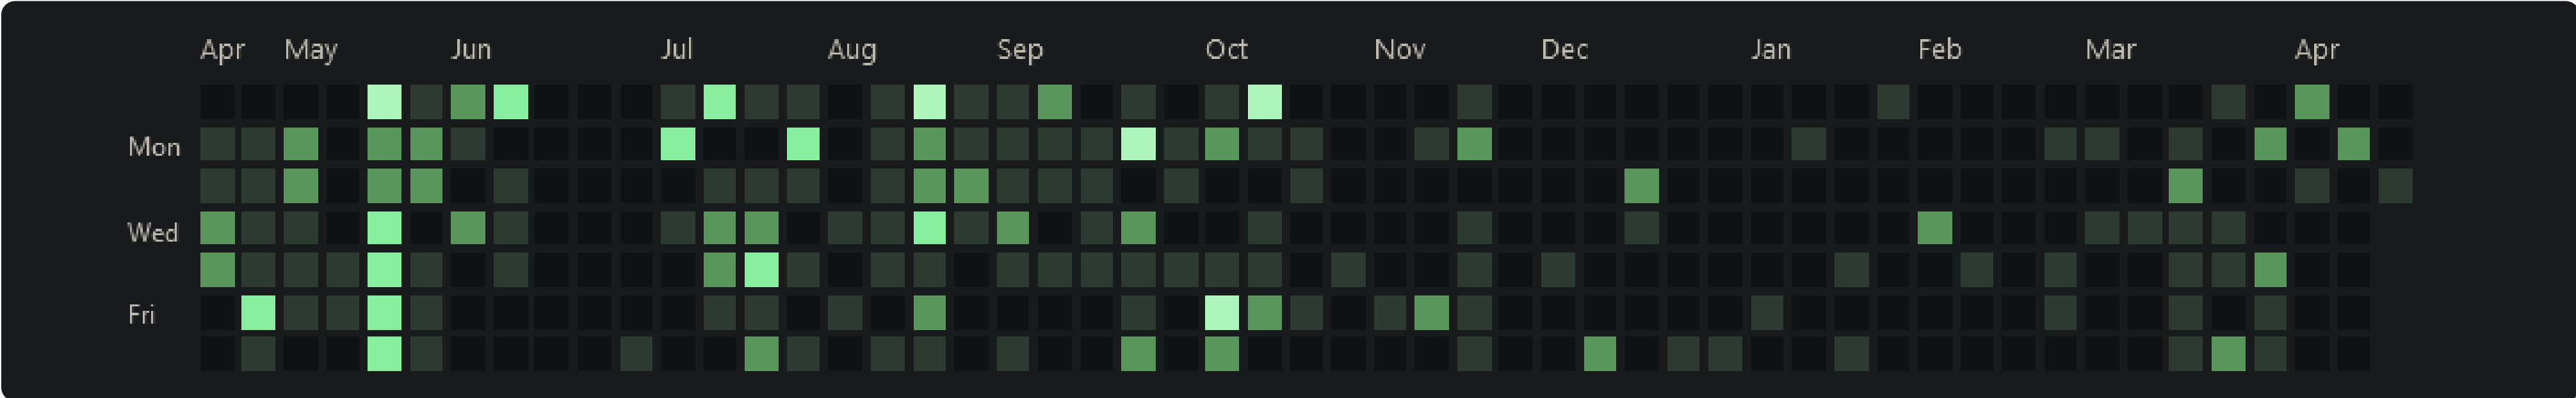 Apr May Jun Jul Aug Sep Oct Nov Dec Jan Feb Mar Apr
Mon
Wed
Fri